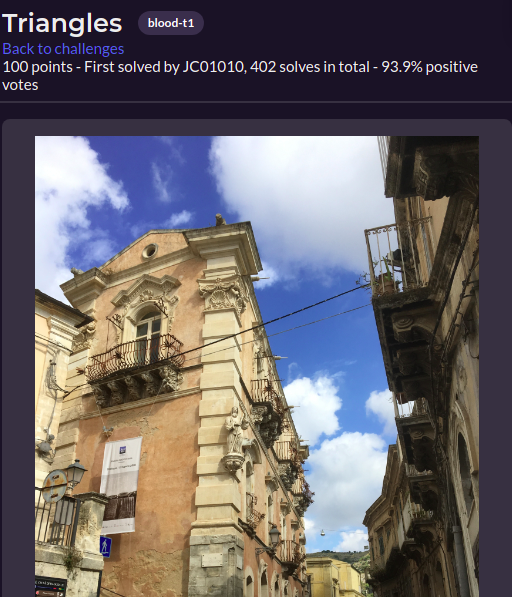 Triangles
blood-t1
Back to challenges
100 points - First solved by JC01010, 402 solves in total - 93.9% positive
votes